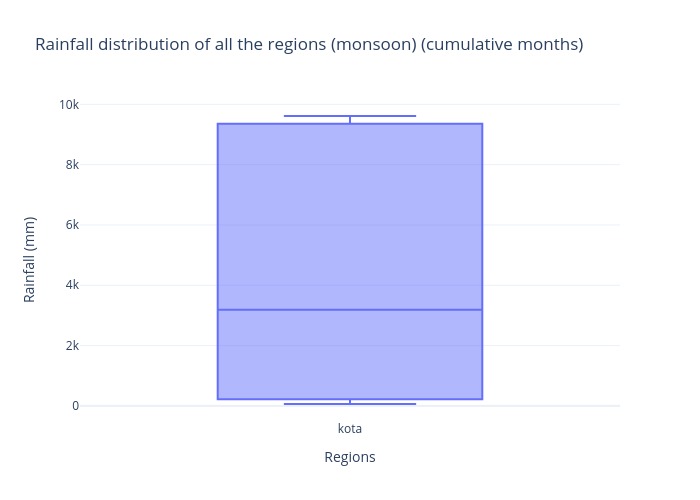 Rainfall distribution of all the regions (monsoon) (cumulative months)
10k
8k
6k
4k
2k
0
Rainfall (mm)
kota
Regions